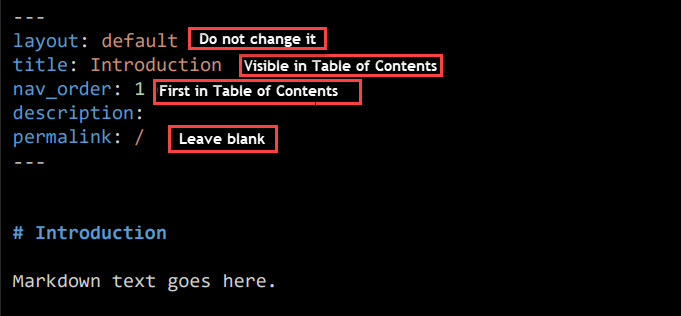 ---
layout: default Do not change it
title: Introduction Visible in Table of Contents
nav_order: 1 First in Table of Contents
description:
permalink: / Leave blank
---
# Introduction
Markdown text goes here.